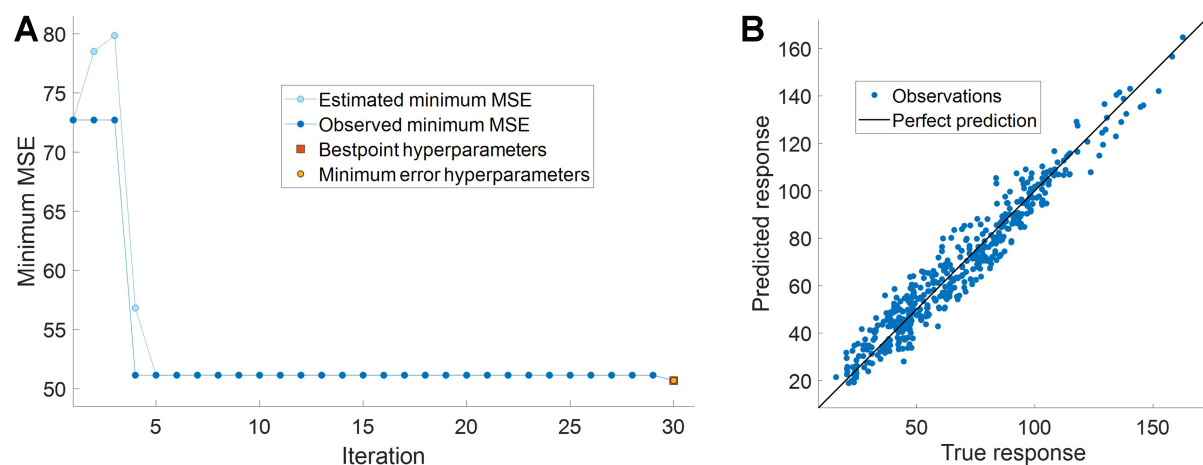 A
80
75
70
65
60
55
50
Minimum MSE
Estimated minimum MSE
Observed minimum MSE
Bestpoint hyperparameters
Minimum error hyperparameters
5
10
15
20
25
30
Iteration
B
160
140
120
100
80
60
40
20
Predicted response
Observations
Perfect prediction
50
100
150
True response